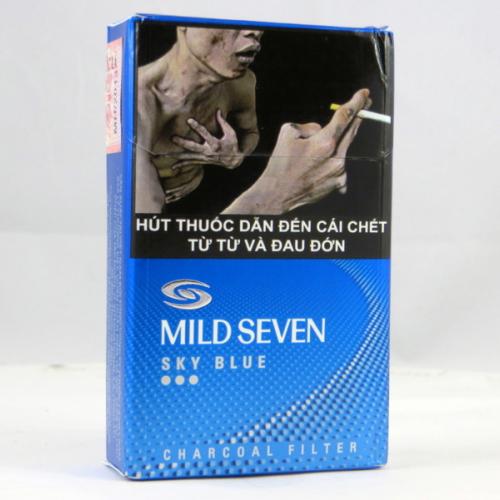 HÚT THUỐC DẪN ĐẾN CÁI CHẾT
TỪ TỪ VÀ ĐAU ĐỚN
MILD SEVEN
SKY BLUE
CHARCOAL FILTER